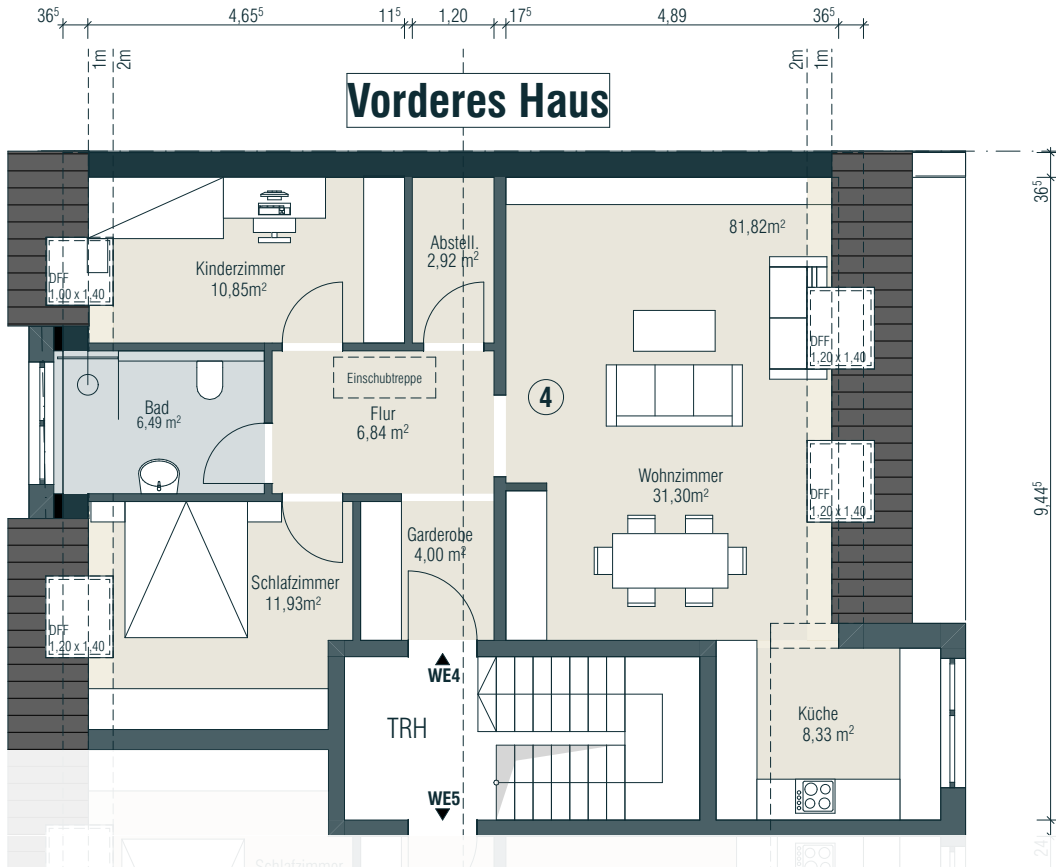 36⁵ 4,65⁵ 11⁵ 1,20 17⁵ 4,89 36⁵
1m 2m 2m 1m
Vorderes Haus
36⁵
81,82m²
Abstell.
2,92 m²
Kinderzimmer
10,85m²
DFF
1,00 x 1,40
DFF
1,20 x 1,40
Einschubtreppe
4
Bad
6,49 m²
Flur
6,84 m²
Wohnzimmer
31,30m²
DFF
1,20 x 1,40
9,44⁵
Garderobe
4,00 m²
Schlafzimmer
11,93m²
DFF
1,20 x 1,40
WE4
TRH
Küche
8,33 m²
WE5
24
Schlafzimmer